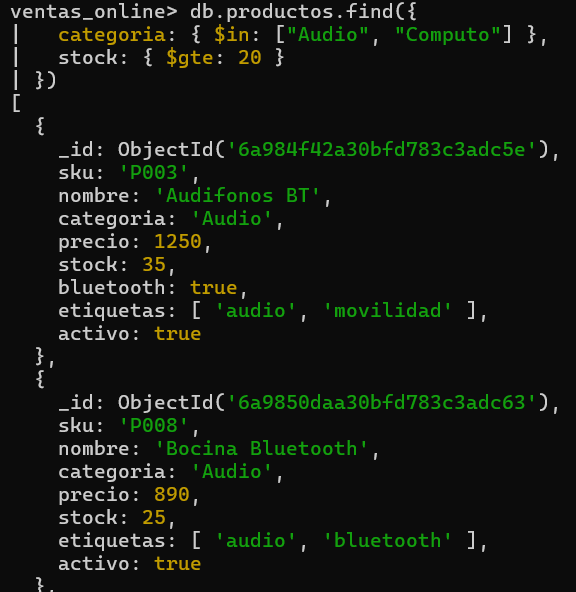 ventas_online> db.productos.find({
|   categoria: { $in: ["Audio", "Computo"] },
|   stock: { $gte: 20 }
| })
[
  {
    _id: ObjectId('6a984f42a30bfd783c3adc5e'),
    sku: 'P003',
    nombre: 'Audifonos BT',
    categoria: 'Audio',
    precio: 1250,
    stock: 35,
    bluetooth: true,
    etiquetas: [ 'audio', 'movilidad' ],
    activo: true
  },
  {
    _id: ObjectId('6a9850daa30bfd783c3adc63'),
    sku: 'P008',
    nombre: 'Bocina Bluetooth',
    categoria: 'Audio',
    precio: 890,
    stock: 25,
    etiquetas: [ 'audio', 'bluetooth' ],
    activo: true
  },